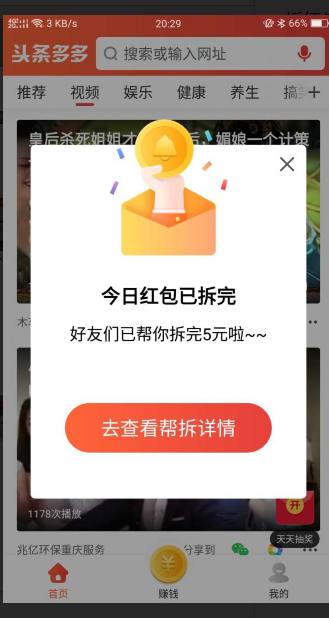 3 KB/s 20:29 66%
头条多多 搜索或输入网址
推荐 视频 娱乐 健康 养生 搞笑
皇后杀死姐姐才 后，媚娘一个计策
今日红包已拆完
好友们已帮你拆完5元啦~~
去查看帮拆详情
1178次播放
开
天天抽奖
兆亿环保重庆服务 分享到
首页 赚钱 我的